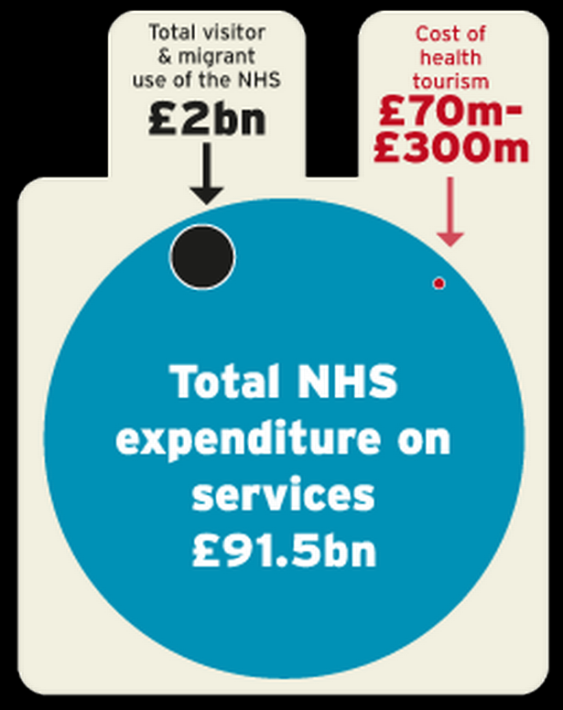 Total visitor
& migrant
use of the NHS
£2bn
Cost of
health
tourism
£70m-
£300m
Total NHS
expenditure on
services
£91.5bn